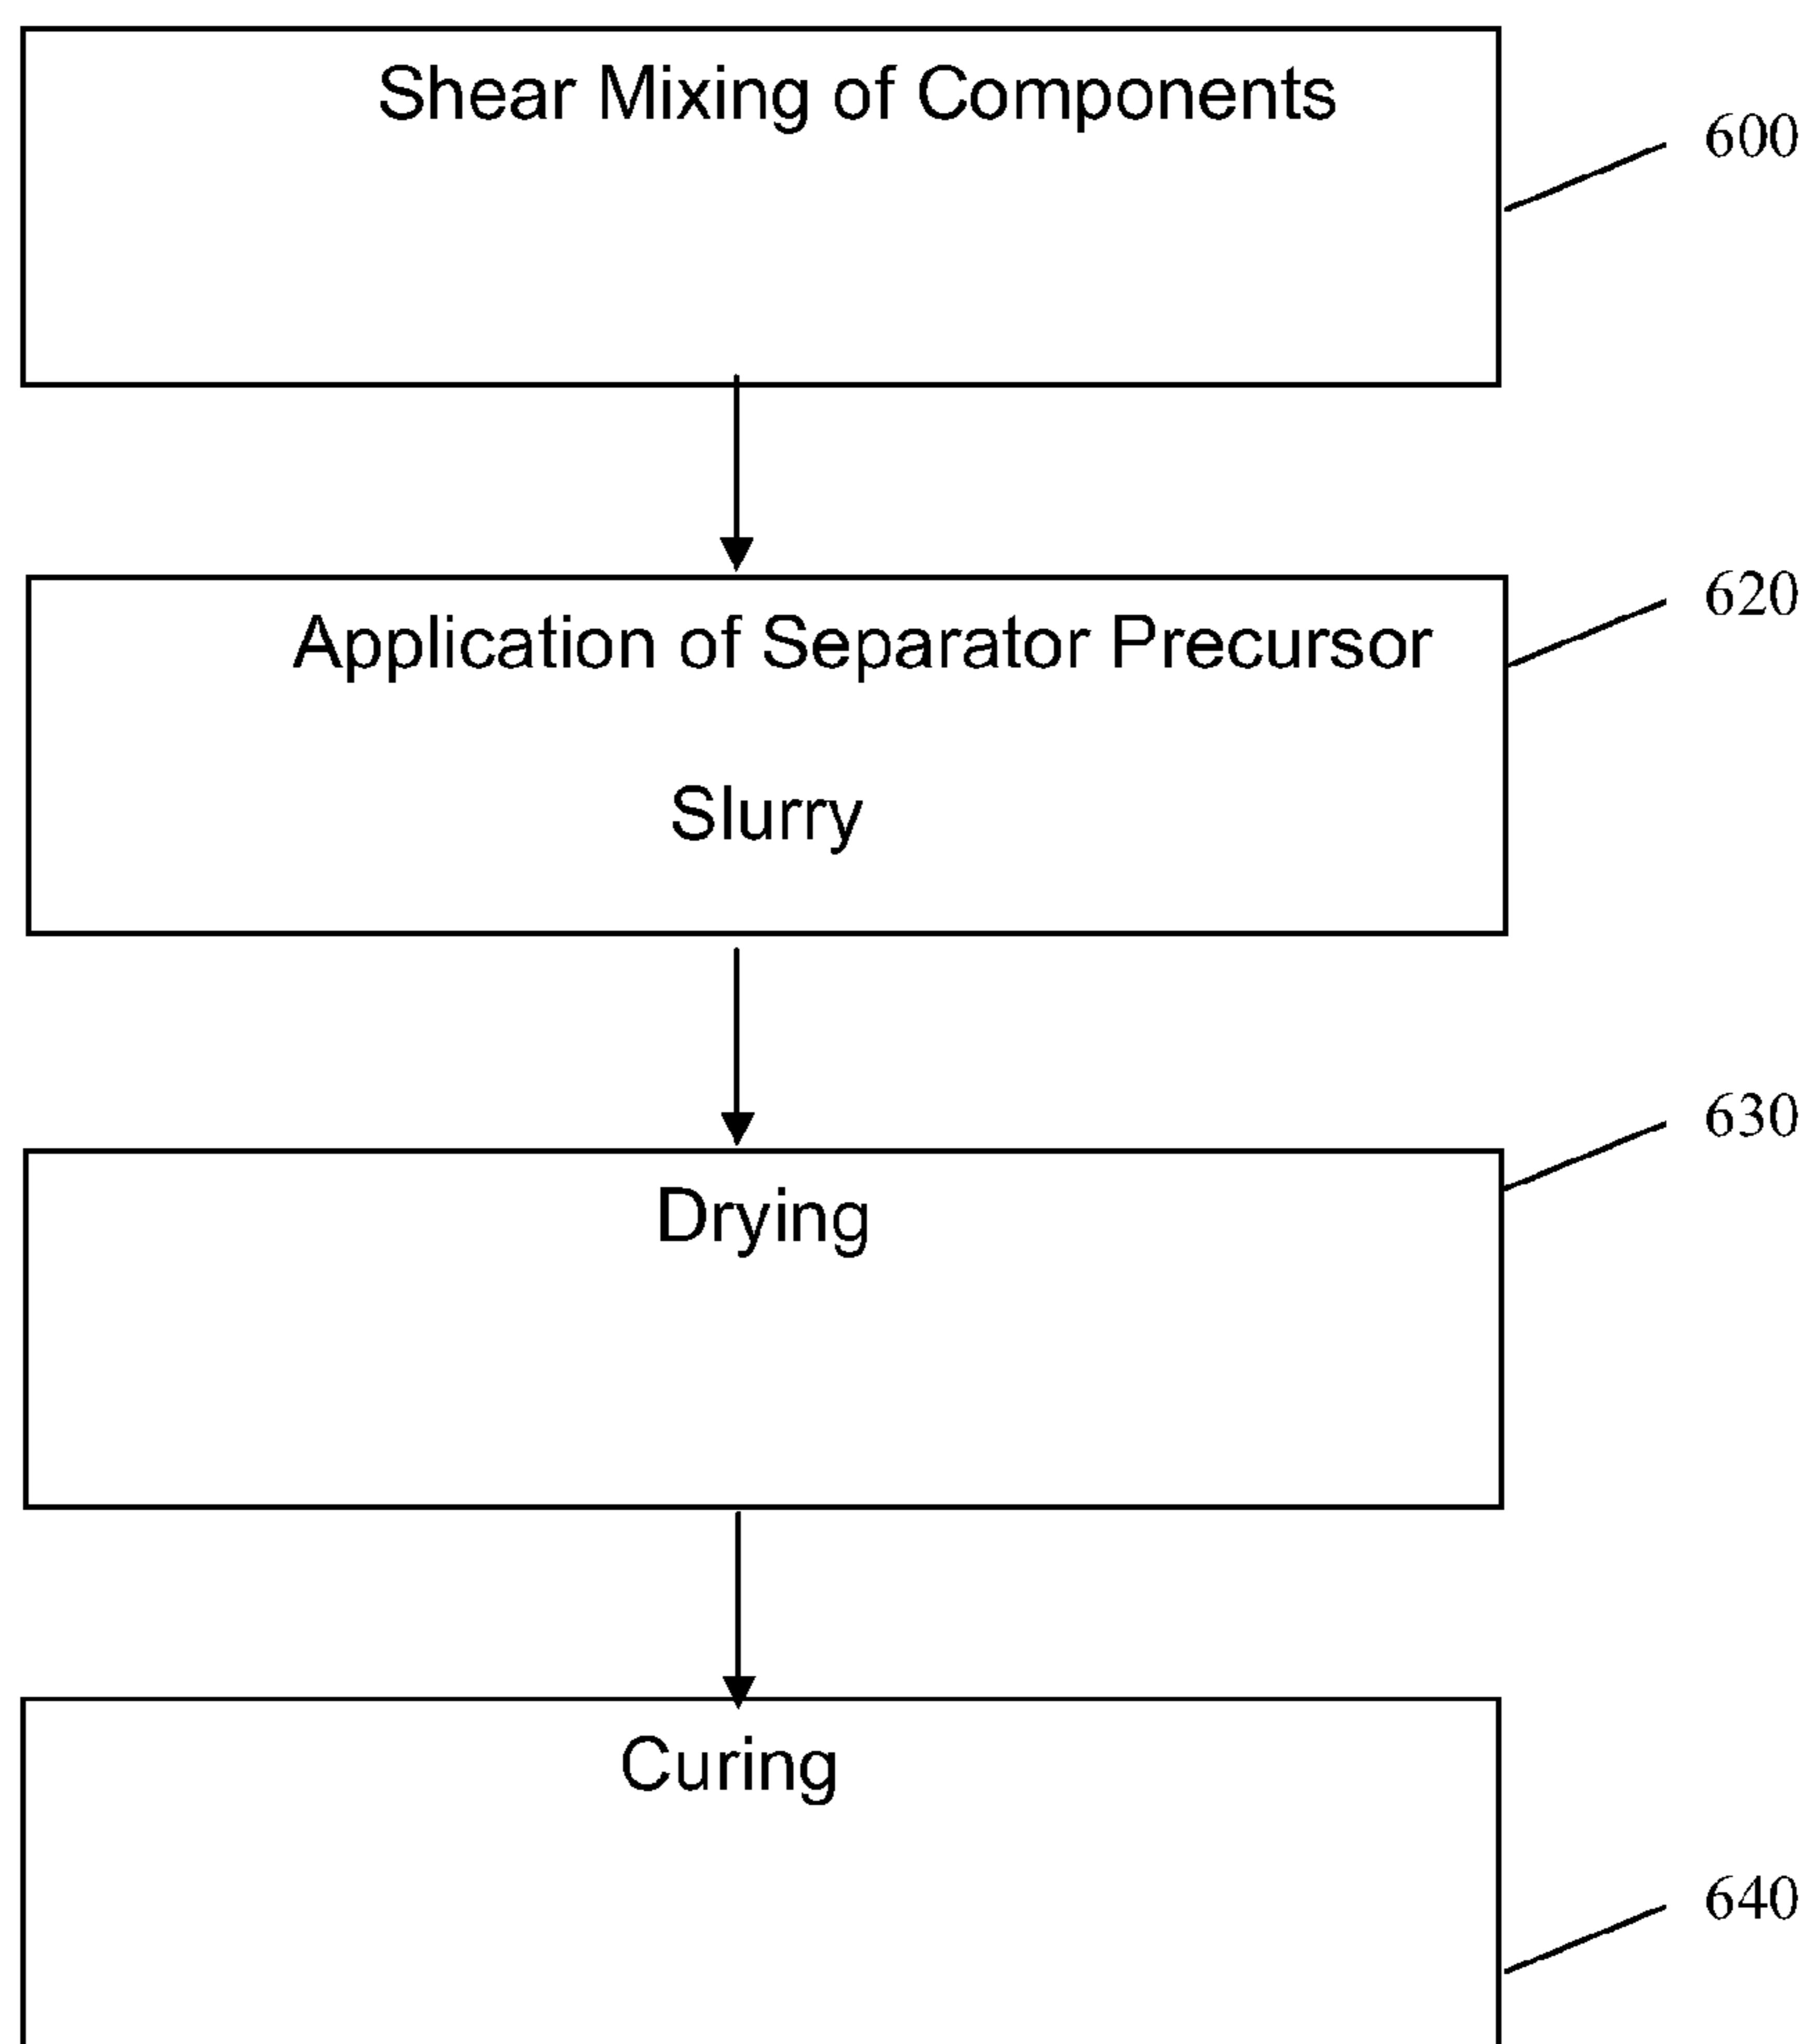 Shear Mixing of Components
600
Application of Separator Precursor
620
Slurry
Drying
630
Curing
640